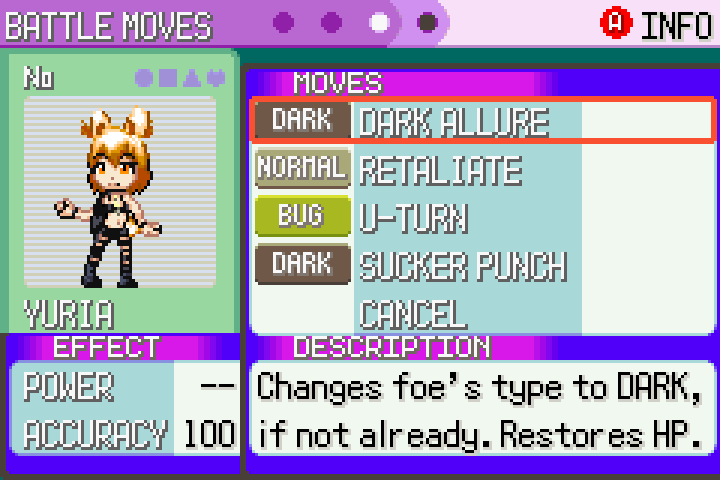 BATTLE MOVES
A INFO
No
MOVES
DARK DARK ALLURE
NORMAL RETALIATE
BUG U-TURN
DARK SUCKER PUNCH
CANCEL
YURIA
EFFECT
POWER --
ACCURACY 100
DESCRIPTION
Changes foe's type to DARK,
if not already. Restores HP.